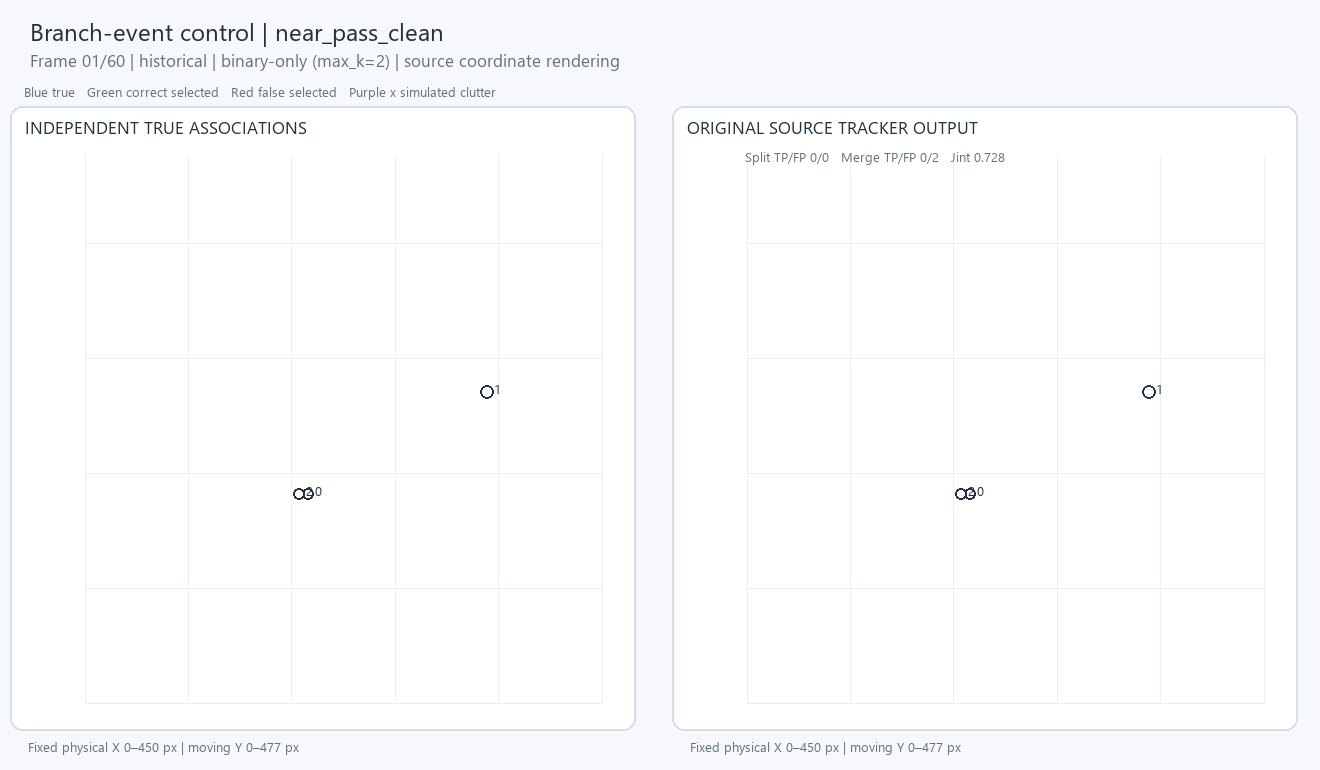 Branch-event control | near_pass_clean
Frame 01/60 | historical | binary-only (max_k=2) | source coordinate rendering
Blue true Green correct selected Red false selected Purple x simulated clutter
INDEPENDENT TRUE ASSOCIATIONS
1
0
Fixed physical X 0–450 px | moving Y 0–477 px
ORIGINAL SOURCE TRACKER OUTPUT
Split TP/FP 0/0 Merge TP/FP 0/2 Jint 0.728
1
0
Fixed physical X 0–450 px | moving Y 0–477 px